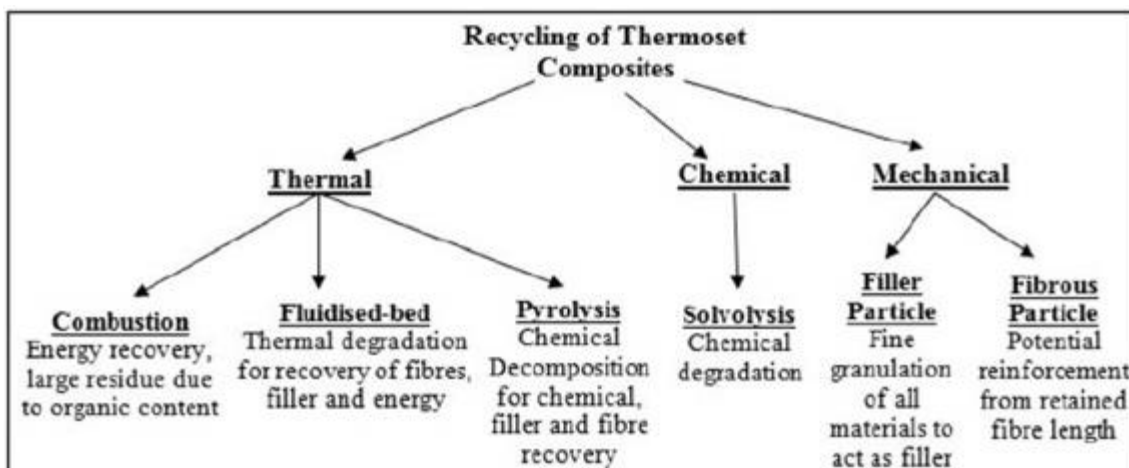 Recycling of Thermoset
Composites
Thermal
Chemical
Mechanical
Combustion
Energy recovery,
large residue due
to organic content
Fluidised-bed
Thermal degradation
for recovery of fibres,
filler and energy
Pyrolysis
Chemical
Decomposition
for chemical,
filler and fibre
recovery
Solvolysis
Chemical
degradation
Filler
Particle
Fine
granulation
of all
materials to
act as filler
Fibrous
Particle
Potential
reinforcement
from retained
fibre length